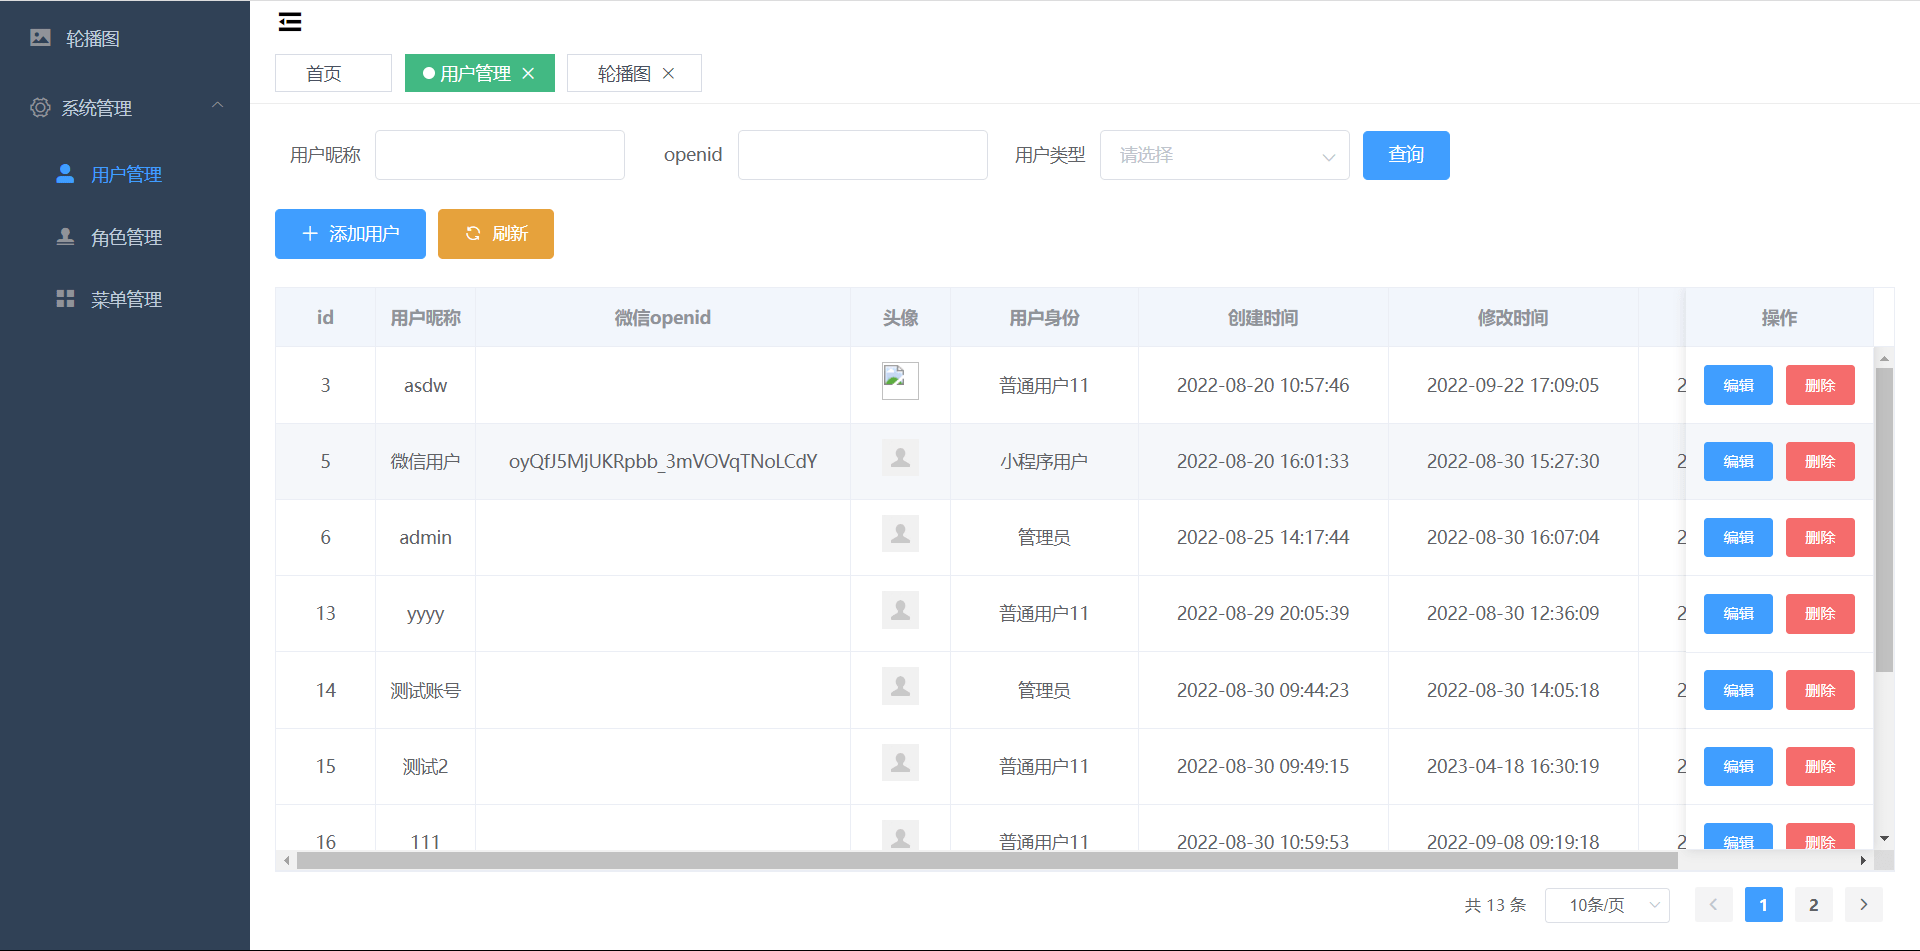 轮播图
系统管理
用户管理
角色管理
菜单管理
首页 用户管理 轮播图
用户昵称 openid 用户类型 请选择 查询
添加用户 刷新
id 用户昵称 微信openid 头像 用户身份 创建时间 修改时间 操作
3 asdw 普通用户11 2022-08-20 10:57:46 2022-09-22 17:09:05 2 编辑 删除
5 微信用户 oyQfJ5MjUKRpbb_3mVOVqTNoLCdY 小程序用户 2022-08-20 16:01:33 2022-08-30 15:27:30 2 编辑 删除
6 admin 管理员 2022-08-25 14:17:44 2022-08-30 16:07:04 2 编辑 删除
13 yyyy 普通用户11 2022-08-29 20:05:39 2022-08-30 12:36:09 2 编辑 删除
14 测试账号 管理员 2022-08-30 09:44:23 2022-08-30 14:05:18 2 编辑 删除
15 测试2 普通用户11 2022-08-30 09:49:15 2023-04-18 16:30:19 2 编辑 删除
16 111 普通用户11 2022-08-30 10:59:53 2022-09-08 09:19:18 2 编辑 删除
共 13 条 10条/页 1 2